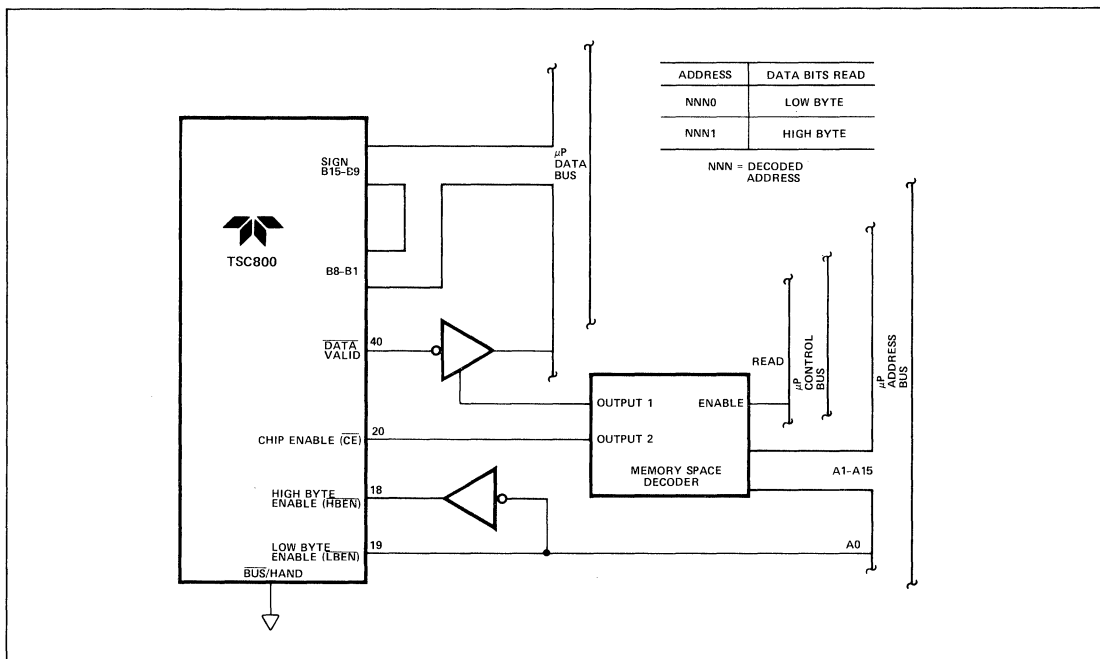 ADDRESS DATA BITS READ
NNN0 LOW BYTE
NNN1 HIGH BYTE
NNN = DECODED
ADDRESS
µP
DATA
BUS
SIGN
B15-B9
TSC800
B8-B1
DATA
VALID
40
READ
µP
CONTROL
BUS
µP
ADDRESS
BUS
OUTPUT 1 ENABLE
CHIP ENABLE (CE)
20
OUTPUT 2
MEMORY SPACE
DECODER
A1-A15
HIGH BYTE
ENABLE (HBEN)
18
LOW BYTE
ENABLE (LBEN)
19
A0
BUS/HAND